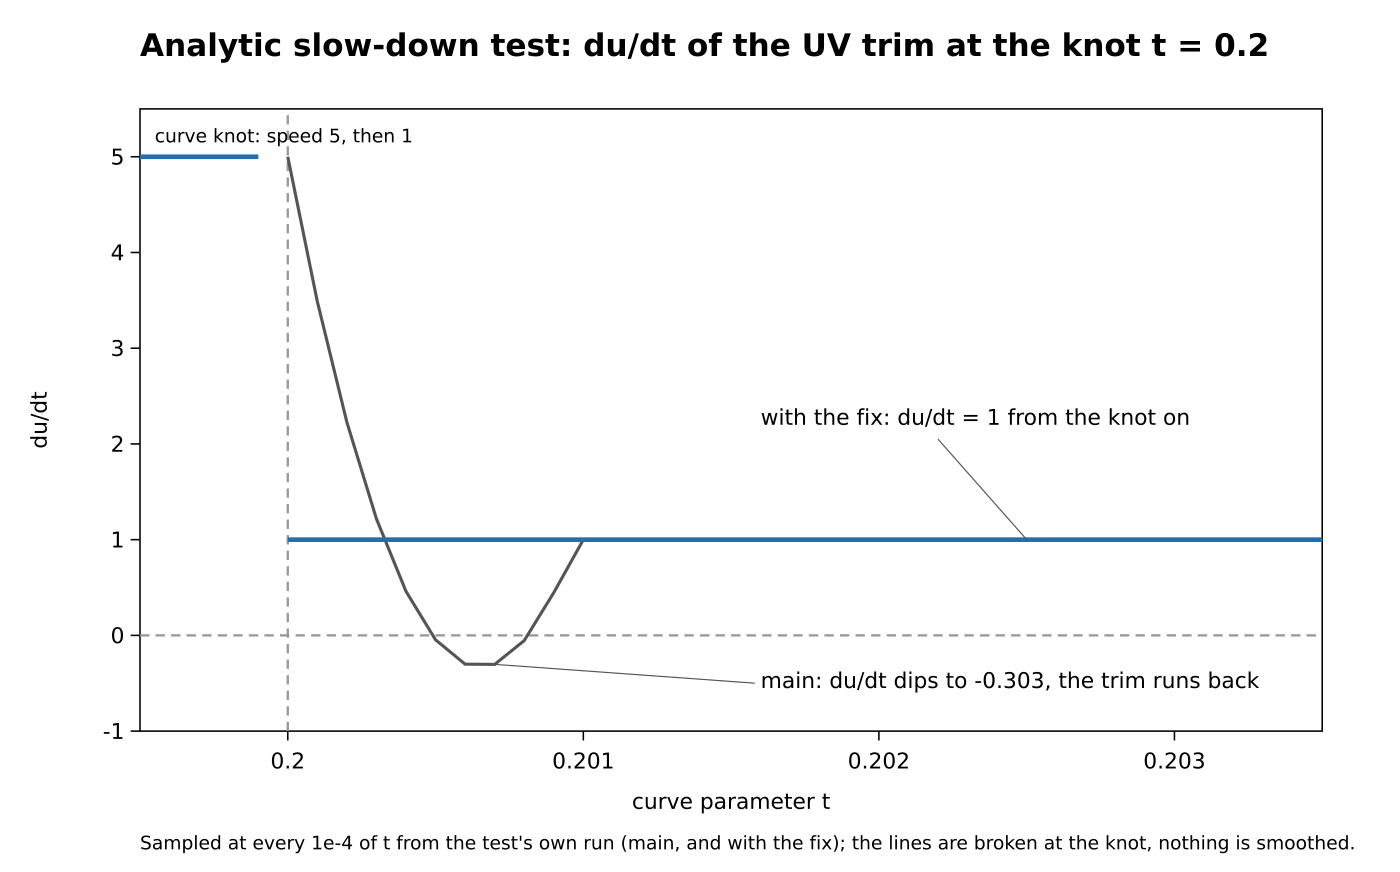 Analytic slow-down test: du/dt of the UV trim at the knot t = 0.2
curve knot: speed 5, then 1
5
4
3
2
1
0
-1
du/dt
with the fix: du/dt = 1 from the knot on
main: du/dt dips to -0.303, the trim runs back
0.2
0.201
0.202
0.203
curve parameter t
Sampled at every 1e-4 of t from the test's own run (main, and with the fix); the lines are broken at the knot, nothing is smoothed.